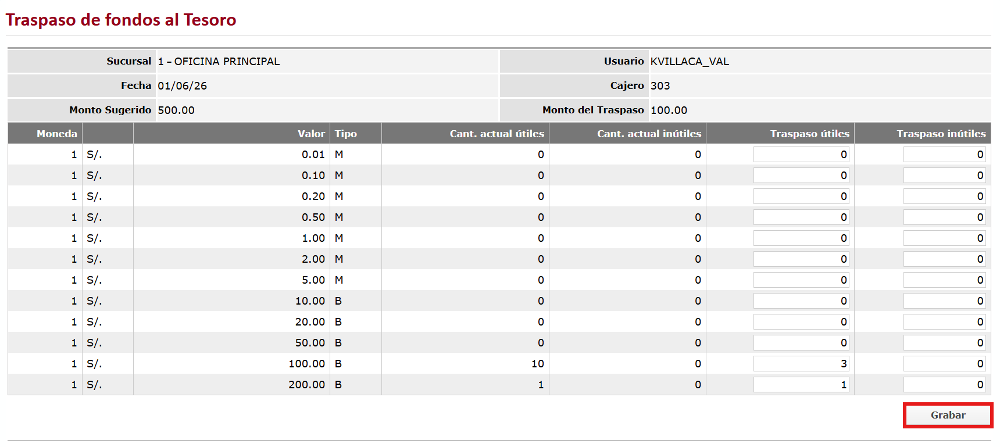 Traspaso de fondos al Tesoro
Sucursal 1 - OFICINA PRINCIPAL Usuario KVILLACA_VAL
Fecha 01/06/26 Cajero 303
Monto Sugerido 500.00 Monto del Traspaso 100.00
Moneda Valor Tipo Cant. actual útiles Cant. actual inútiles Traspaso útiles Traspaso inútiles
1 S/. 0.01 M 0 0 0 0
1 S/. 0.10 M 0 0 0 0
1 S/. 0.20 M 0 0 0 0
1 S/. 0.50 M 0 0 0 0
1 S/. 1.00 M 0 0 0 0
1 S/. 2.00 M 0 0 0 0
1 S/. 5.00 M 0 0 0 0
1 S/. 10.00 B 0 0 0 0
1 S/. 20.00 B 0 0 0 0
1 S/. 50.00 B 0 0 0 0
1 S/. 100.00 B 10 0 3 0
1 S/. 200.00 B 1 0 1 0
Grabar